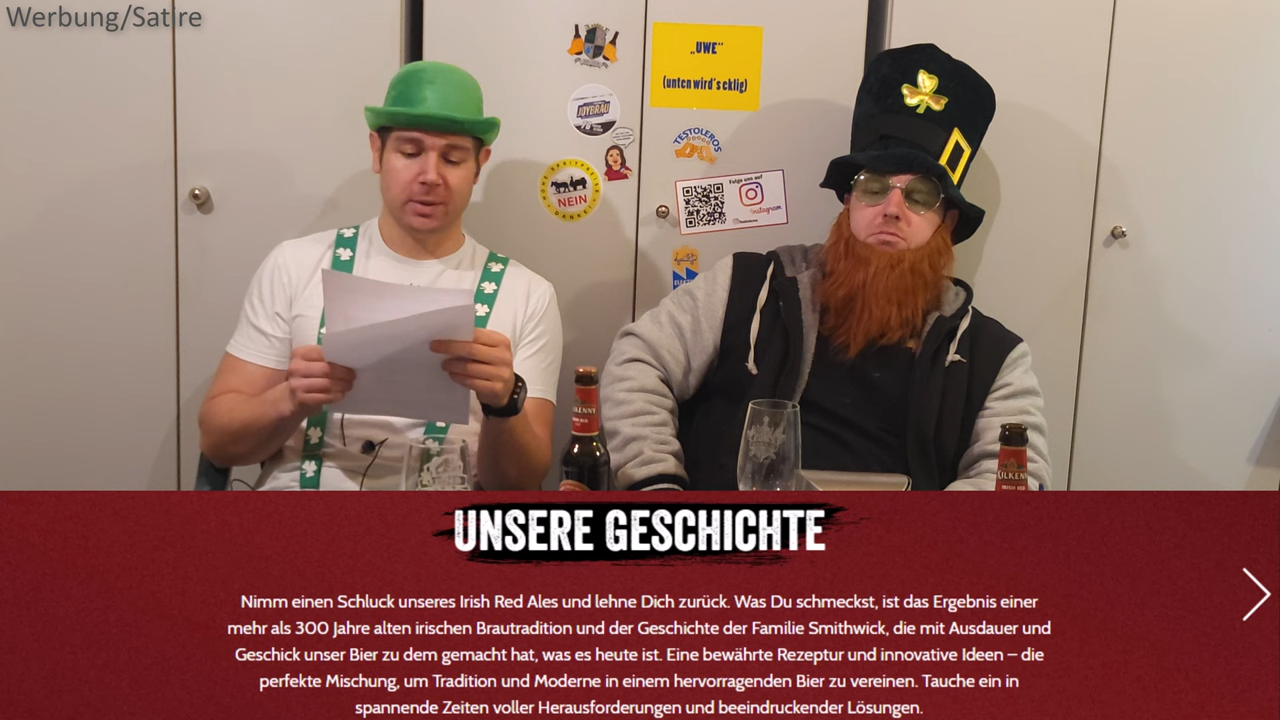 Werbung/Satire
„UWE“
(unten wird's eklig)
JOYBRÄU
TESTOLEROS
NEIN
DANKE!
Folge uns auf
Instagram
KILKENNY
UNSERE GESCHICHTE
Nimm einen Schluck unseres Irish Red Ales und lehne Dich zurück. Was Du schmeckst, ist das Ergebnis einer
mehr als 300 Jahre alten irischen Brautradition und der Geschichte der Familie Smithwick, die mit Ausdauer und
Geschick unser Bier zu dem gemacht hat, was es heute ist. Eine bewährte Rezeptur und innovative Ideen – die
perfekte Mischung, um Tradition und Moderne in einem hervorragenden Bier zu vereinen. Tauche ein in
spannende Zeiten voller Herausforderungen und beeindruckender Lösungen.